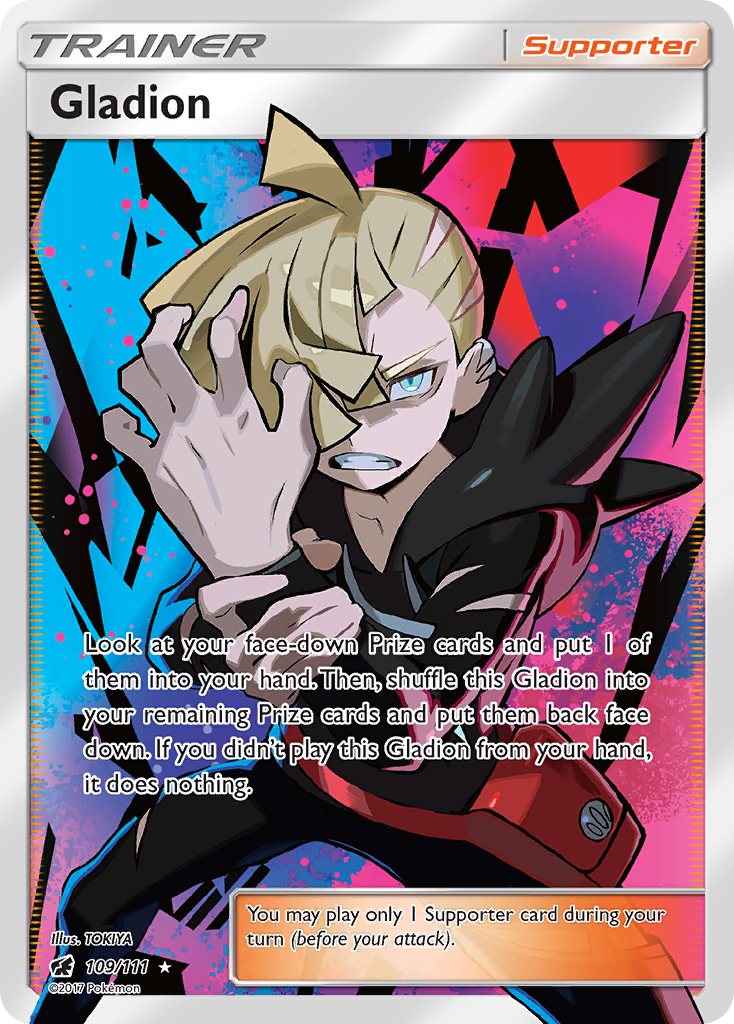 TRAINER | Supporter
Gladion
Look at your face-down Prize cards and put 1 of
them into your hand. Then, shuffle this Gladion into
your remaining Prize cards and put them back face
down. If you didn't play this Gladion from your hand,
it does nothing.
You may play only 1 Supporter card during your
turn (before your attack).
Illus. TOKIYA
109/111 ★
©2017 Pokémon